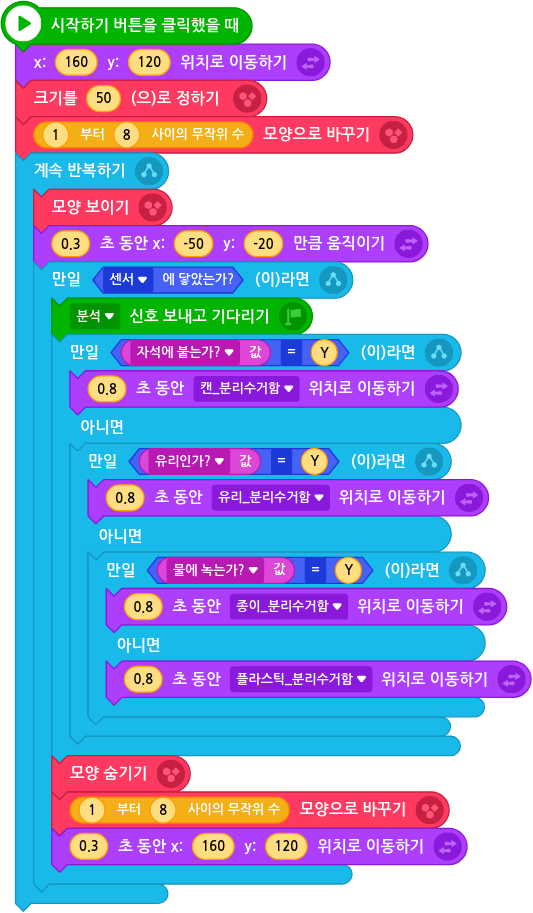 시작하기 버튼을 클릭했을 때
x: 160 y: 120 위치로 이동하기
크기를 50 (으)로 정하기
1 부터 8 사이의 무작위 수 모양으로 바꾸기
계속 반복하기
모양 보이기
0.3 초 동안 x: -50 y: -20 만큼 움직이기
만일 센서 에 닿았는가? (이)라면
분석 신호 보내고 기다리기
만일 자석에 붙는가? 값 = Y (이)라면
0.8 초 동안 캔_분리수거함 위치로 이동하기
아니면
만일 유리인가? 값 = Y (이)라면
0.8 초 동안 유리_분리수거함 위치로 이동하기
아니면
만일 물에 녹는가? 값 = Y (이)라면
0.8 초 동안 종이_분리수거함 위치로 이동하기
아니면
0.8 초 동안 플라스틱_분리수거함 위치로 이동하기
모양 숨기기
1 부터 8 사이의 무작위 수 모양으로 바꾸기
0.3 초 동안 x: 160 y: 120 위치로 이동하기